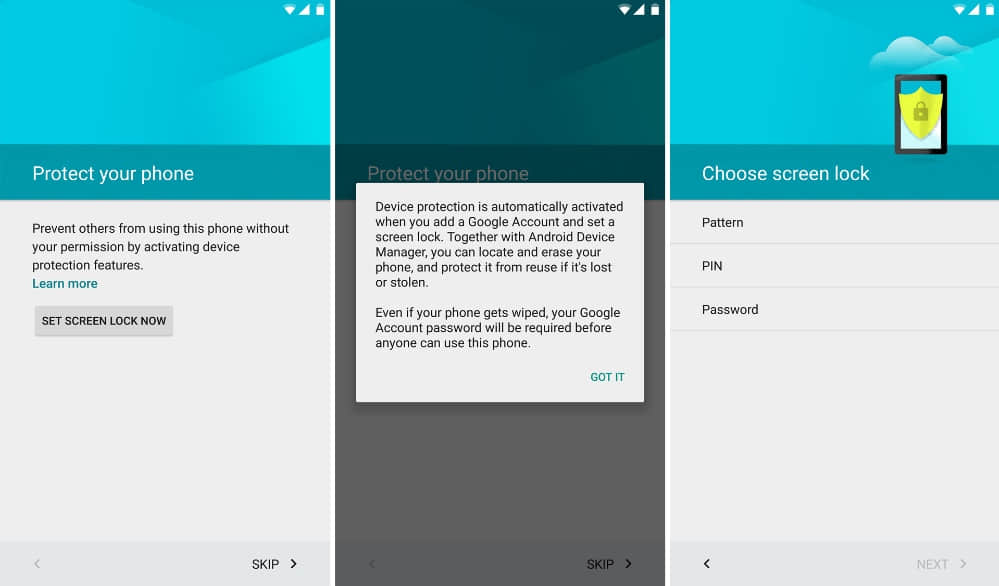 Protect your phone
Prevent others from using this phone without
your permission by activating device
protection features.
Learn more
SET SCREEN LOCK NOW
SKIP
Protect your phone
Device protection is automatically activated
when you add a Google Account and set a
screen lock. Together with Android Device
Manager, you can locate and erase your
phone, and protect it from reuse if it's lost
or stolen.
Even if your phone gets wiped, your Google
Account password will be required before
anyone can use this phone.
GOT IT
SKIP
Choose screen lock
Pattern
PIN
Password
NEXT